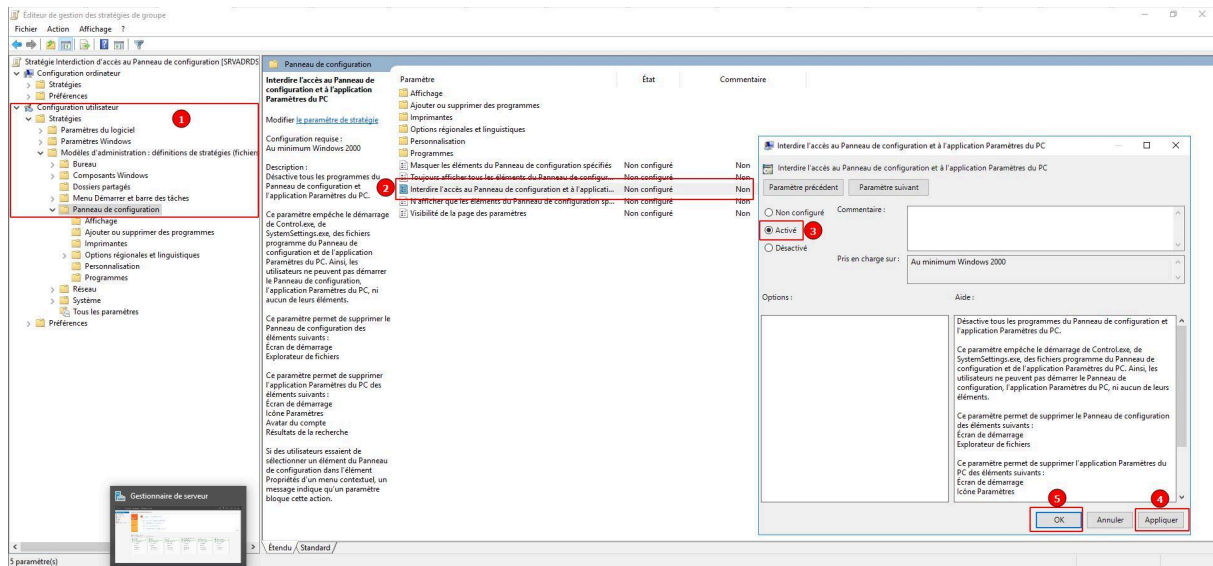 Éditeur de gestion des stratégies de groupe
Fichier Action Affichage ?
Stratégie Interdiction d'accès au Panneau de configuration [SRVADRDS
Configuration ordinateur
Stratégies
Préférences
Configuration utilisateur
Stratégies
1
Paramètres du logiciel
Paramètres Windows
Modèles d'administration : définitions de stratégies (fichiers
Bureau
Composants Windows
Dossiers partagés
Menu Démarrer et barre des tâches
Panneau de configuration
Affichage
Ajouter ou supprimer des programmes
Imprimantes
Options régionales et linguistiques
Personnalisation
Programmes
Réseau
Système
Tous les paramètres
Préférences
Gestionnaire de serveur
5 paramètre(s)
Panneau de configuration
Interdire l'accès au Panneau de
configuration et à l'application
Paramètres du PC
Modifier le paramètre de stratégie
Configuration requise :
Au minimum Windows 2000
Description :
Désactive tous les programmes du
Panneau de configuration et
l'application Paramètres du PC.
Ce paramètre empêche le démarrage
de Control.exe, de
SystemSettings.exe, des fichiers
programme du Panneau de
configuration et de l'application
Paramètres du PC. Ainsi, les
utilisateurs ne peuvent pas démarrer
le Panneau de configuration,
l'application Paramètres du PC, ni
aucun de leurs éléments.
Ce paramètre permet de supprimer le
Panneau de configuration des
éléments suivants :
Écran de démarrage
Explorateur de fichiers
Ce paramètre permet de supprimer
l'application Paramètres du PC des
éléments suivants :
Écran de démarrage
Icône Paramètres
Avatar du compte
Résultats de la recherche
Si des utilisateurs essaient de
sélectionner un élément du Panneau
de configuration dans l'élément
Propriétés d'un menu contextuel, un
message indique qu'un paramètre
bloque cette action.
Étendu Standard
Paramètre État Commentaire
Affichage
Ajouter ou supprimer des programmes
Imprimantes
Options régionales et linguistiques
Personnalisation
Programmes
Masquer les éléments du Panneau de configuration spécifiés Non configuré Non
Toujours afficher tous les éléments du Panneau de configur... Non configuré Non
2 Interdire l'accès au Panneau de configuration et à l'applicati... Non configuré Non
N'afficher que les éléments du Panneau de configuration sp... Non configuré Non
Visibilité de la page des paramètres Non configuré Non
Interdire l'accès au Panneau de configuration et à l'application Paramètres du PC
Interdire l'accès au Panneau de configuration et à l'application Paramètres du PC
Paramètre précédent Paramètre suivant
Non configuré Commentaire :
Activé 3
Désactivé
Pris en charge sur : Au minimum Windows 2000
Options : Aide :
Désactive tous les programmes du Panneau de configuration et
l'application Paramètres du PC.
Ce paramètre empêche le démarrage de Control.exe, de
SystemSettings.exe, des fichiers programme du Panneau de
configuration et de l'application Paramètres du PC. Ainsi, les
utilisateurs ne peuvent pas démarrer le Panneau de
configuration, l'application Paramètres du PC, ni aucun de leurs
éléments.
Ce paramètre permet de supprimer le Panneau de configuration
des éléments suivants :
Écran de démarrage
Explorateur de fichiers
Ce paramètre permet de supprimer l'application Paramètres du
PC des éléments suivants :
Écran de démarrage
Icône Paramètres
5 4
OK Annuler Appliquer